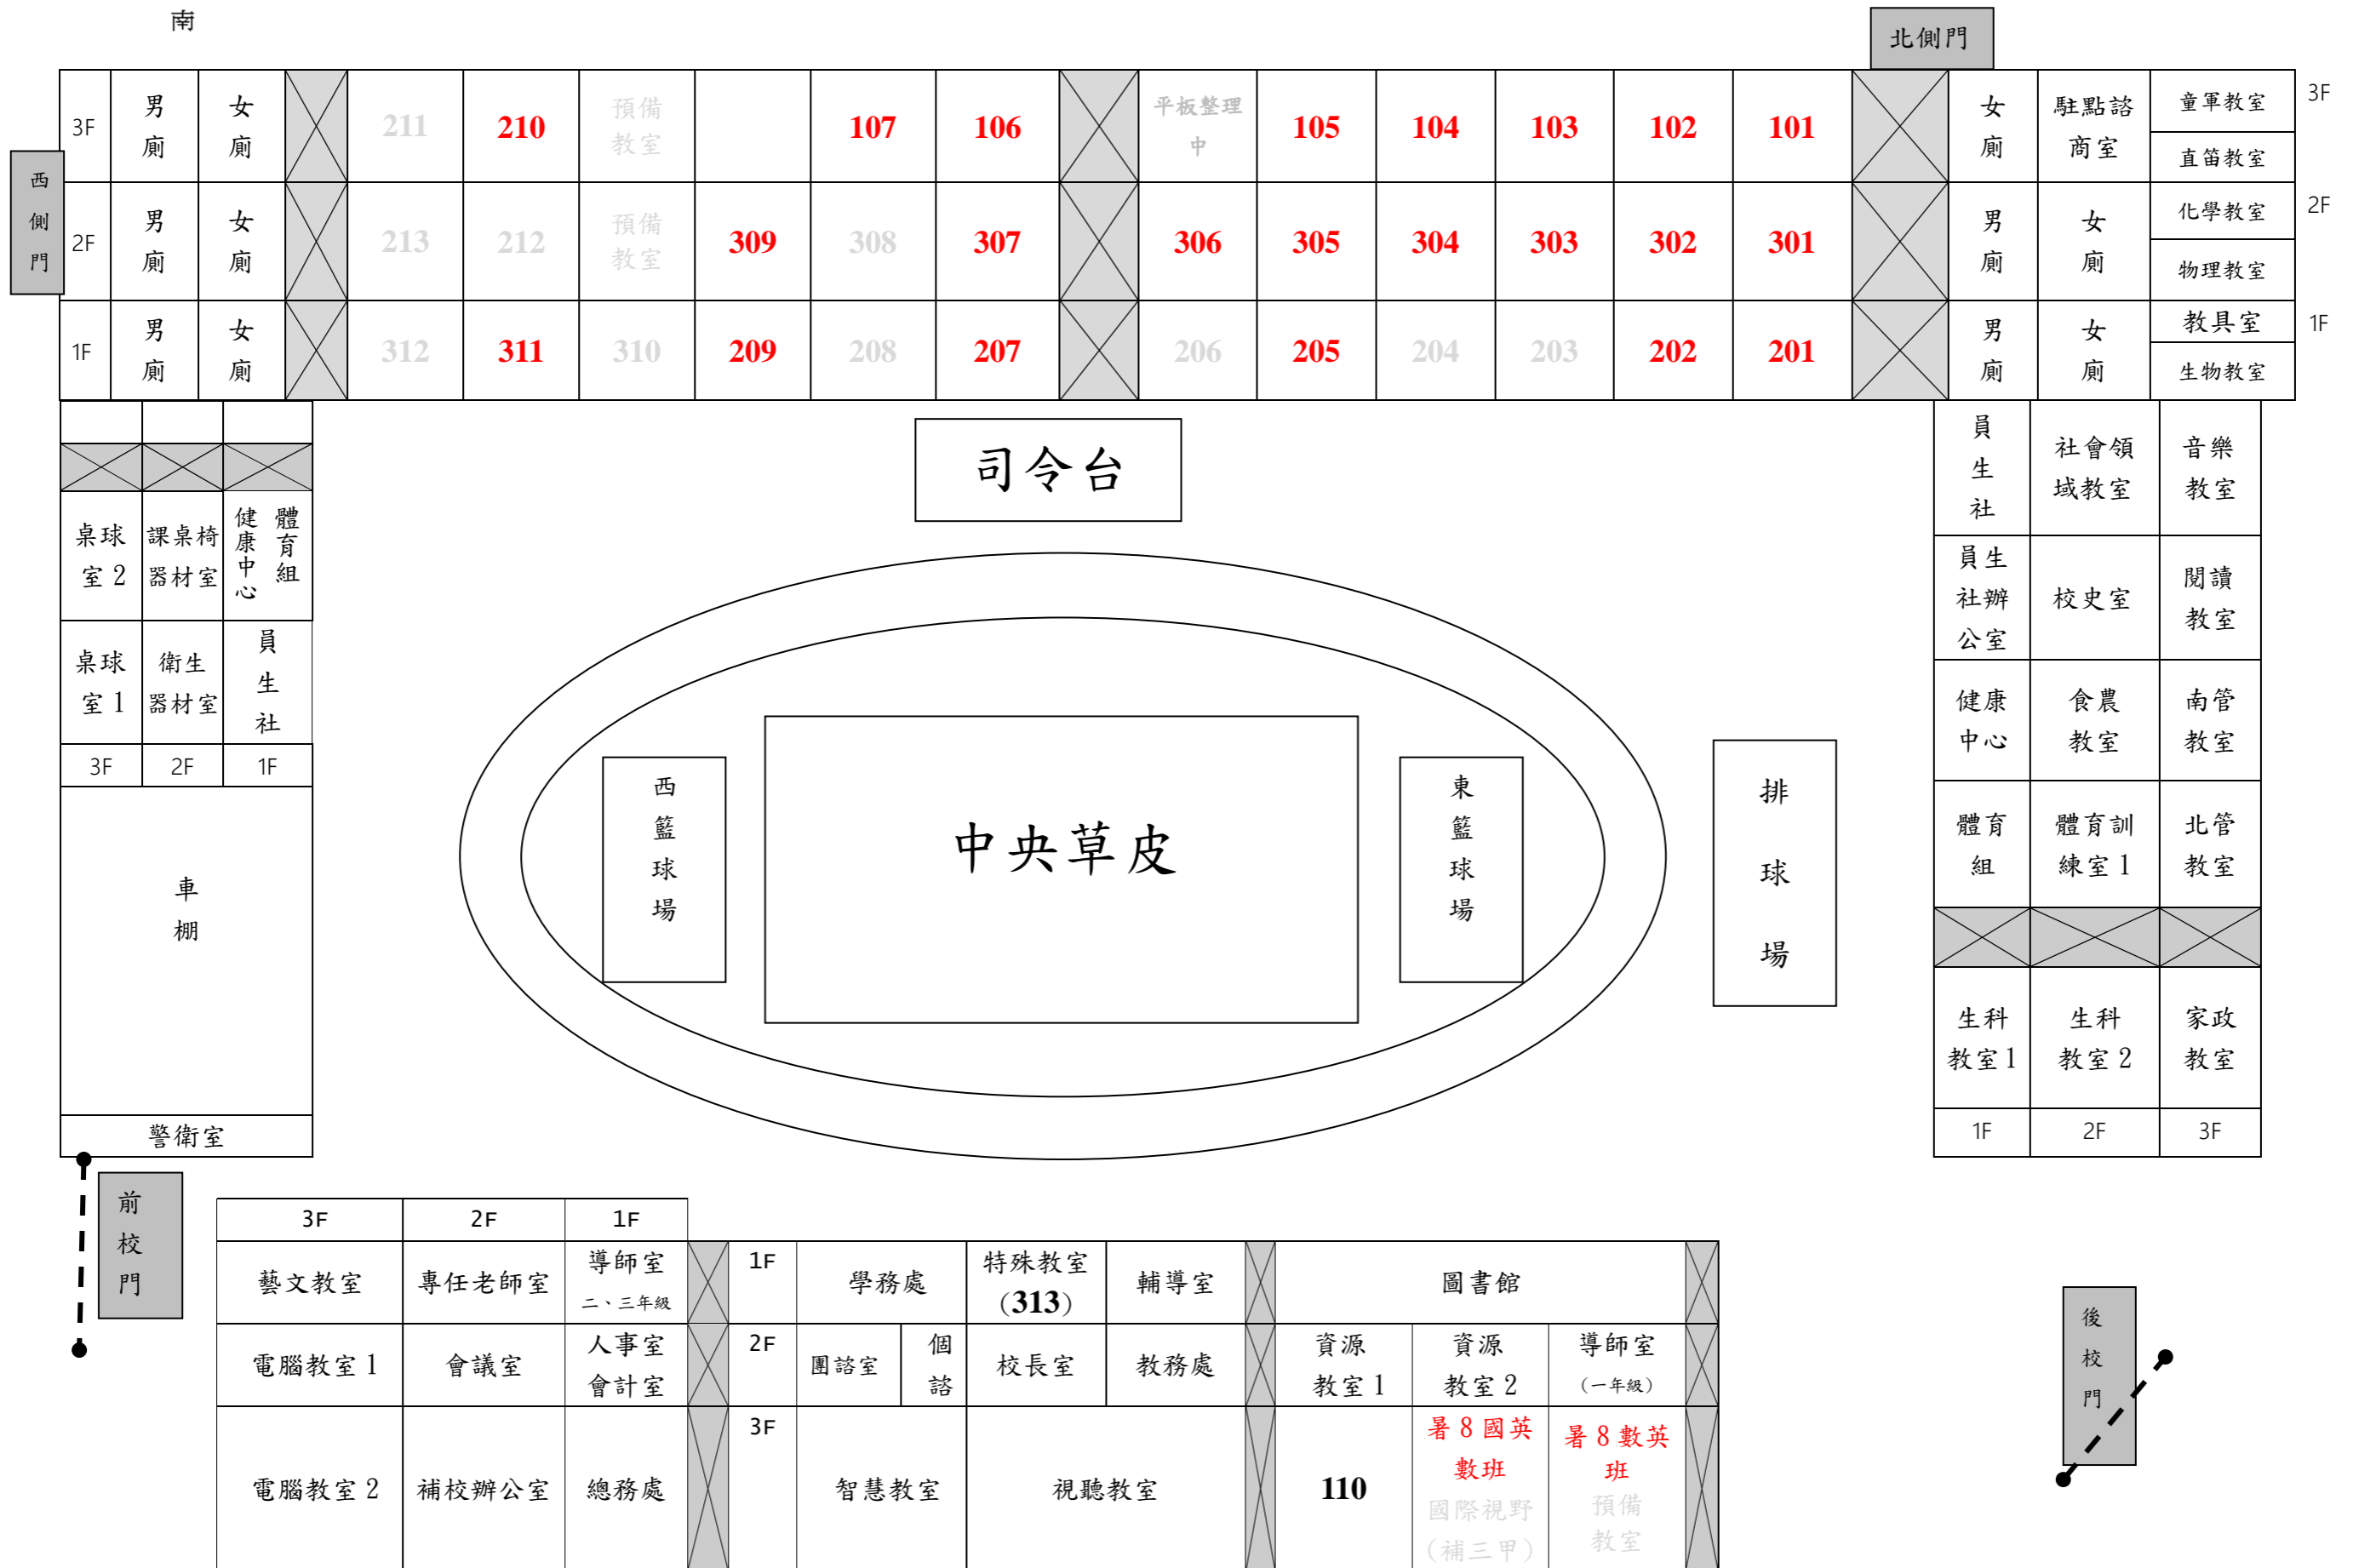 南
北側門
3F
男廁
女廁
211
210
預備教室
107
106
平板整理中
105
104
103
102
101
女廁
駐點諮商室
童軍教室
直笛教室
3F
西側門
2F
男廁
女廁
213
212
預備教室
309
308
307
306
305
304
303
302
301
男廁
女廁
化學教室
物理教室
2F
1F
男廁
女廁
312
311
310
209
208
207
206
205
204
203
202
201
男廁
女廁
教具室
生物教室
1F
司令台
桌球室 2
課桌椅器材室
健康中心
體育組
桌球室 1
衛生器材室
員生社
3F
2F
1F
車棚
警衛室
前校門
西籃球場
中央草皮
東籃球場
排球場
員生社
社會領域教室
音樂教室
員生社辦公室
校史室
閱讀教室
健康中心
食農教室
南管教室
體育組
體育訓練室 1
北管教室
生科教室 1
生科教室 2
家政教室
1F
2F
3F
3F
2F
1F
藝文教室
專任老師室
導師室
二、三年級
1F
學務處
特殊教室
(313)
輔導室
圖書館
電腦教室 1
會議室
人事室
會計室
2F
團諮室
個諮
校長室
教務處
資源教室 1
資源教室 2
導師室
(一年級)
電腦教室 2
補校辦公室
總務處
3F
智慧教室
視聽教室
110
暑 8 國英數班
國際視野
(補三甲)
暑 8 數英班
預備教室
後校門